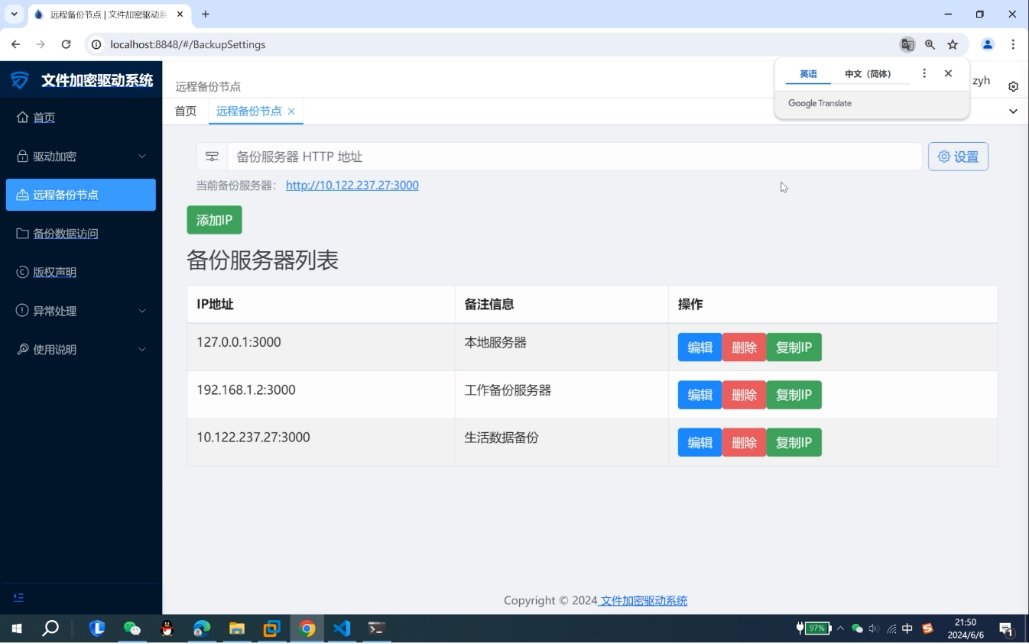 远程备份节点 | 文件加密驱动系
localhost:8848/#/BackupSettings
文件加密驱动系统
远程备份节点
英语
中文（简体）
zyh
Google Translate
首页
远程备份节点
首页
驱动加密
远程备份节点
备份数据访问
版权声明
异常处理
使用说明
备份服务器 HTTP 地址
设置
当前备份服务器： http://10.122.237.27:3000
添加IP
备份服务器列表
IP地址 备注信息 操作
127.0.0.1:3000 本地服务器 编辑 删除 复制IP
192.168.1.2:3000 工作备份服务器 编辑 删除 复制IP
10.122.237.27:3000 生活数据备份 编辑 删除 复制IP
Copyright © 2024 文件加密驱动系统
97%
中
21:50
2024/6/6